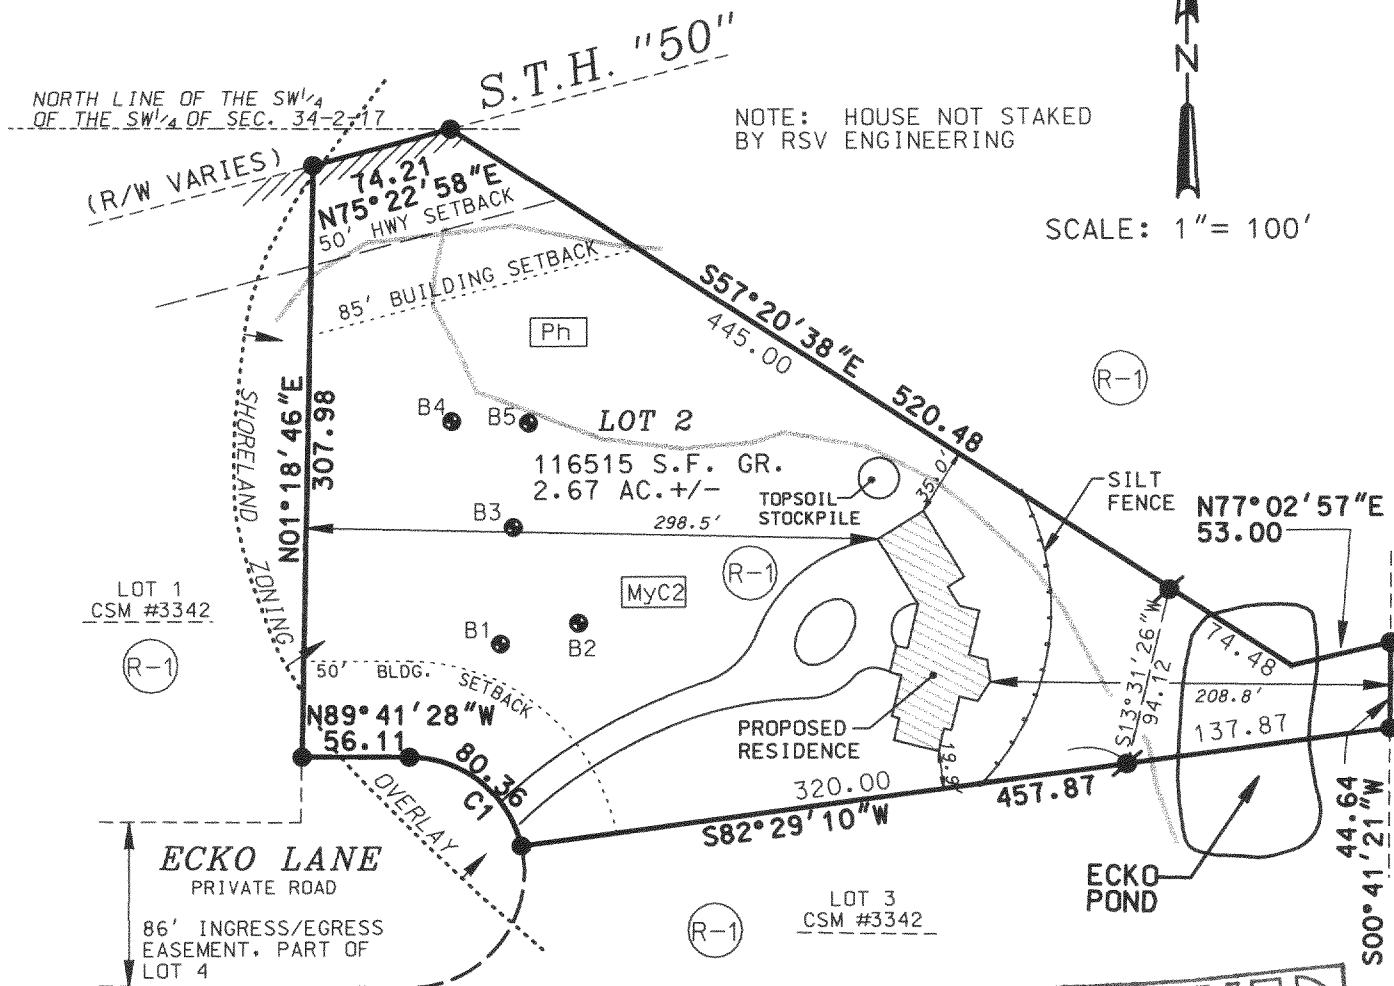 S.T.H. "50"
NORTH LINE OF THE SW1/4
OF THE SW1/4 OF SEC. 34-2-17
(R/W VARIES)
74.21
N75°22'58"E
50' HWY SETBACK
85' BUILDING SETBACK
NOTE: HOUSE NOT STAKED
BY RSV ENGINEERING
N
SCALE: 1"= 100'
S57°20'38"E
445.00
520.48
Ph
R-1
SHORELAND ZONING
N01°18'46"E
307.98
B4
B5
LOT 2
116515 S.F. GR.
2.67 AC.+/-
TOPSOIL
STOCKPILE
35.0'
SILT
FENCE
N77°02'57"E
53.00
B3
298.5'
R-1
MyC2
LOT 1
CSM #3342
R-1
B1
B2
50' BLDG. SETBACK
N89°41'28"W
56.11
80.36
C1
PROPOSED
RESIDENCE
S13°31'26"W
94.12
74.48
208.8'
137.87
320.00
457.87
S82°29'10"W
44.64
S00°41'21"W
OVERLAY
ECKO LANE
PRIVATE ROAD
86' INGRESS/EGRESS
EASEMENT, PART OF
LOT 4
LOT 3
CSM #3342
R-1
ECKO
POND